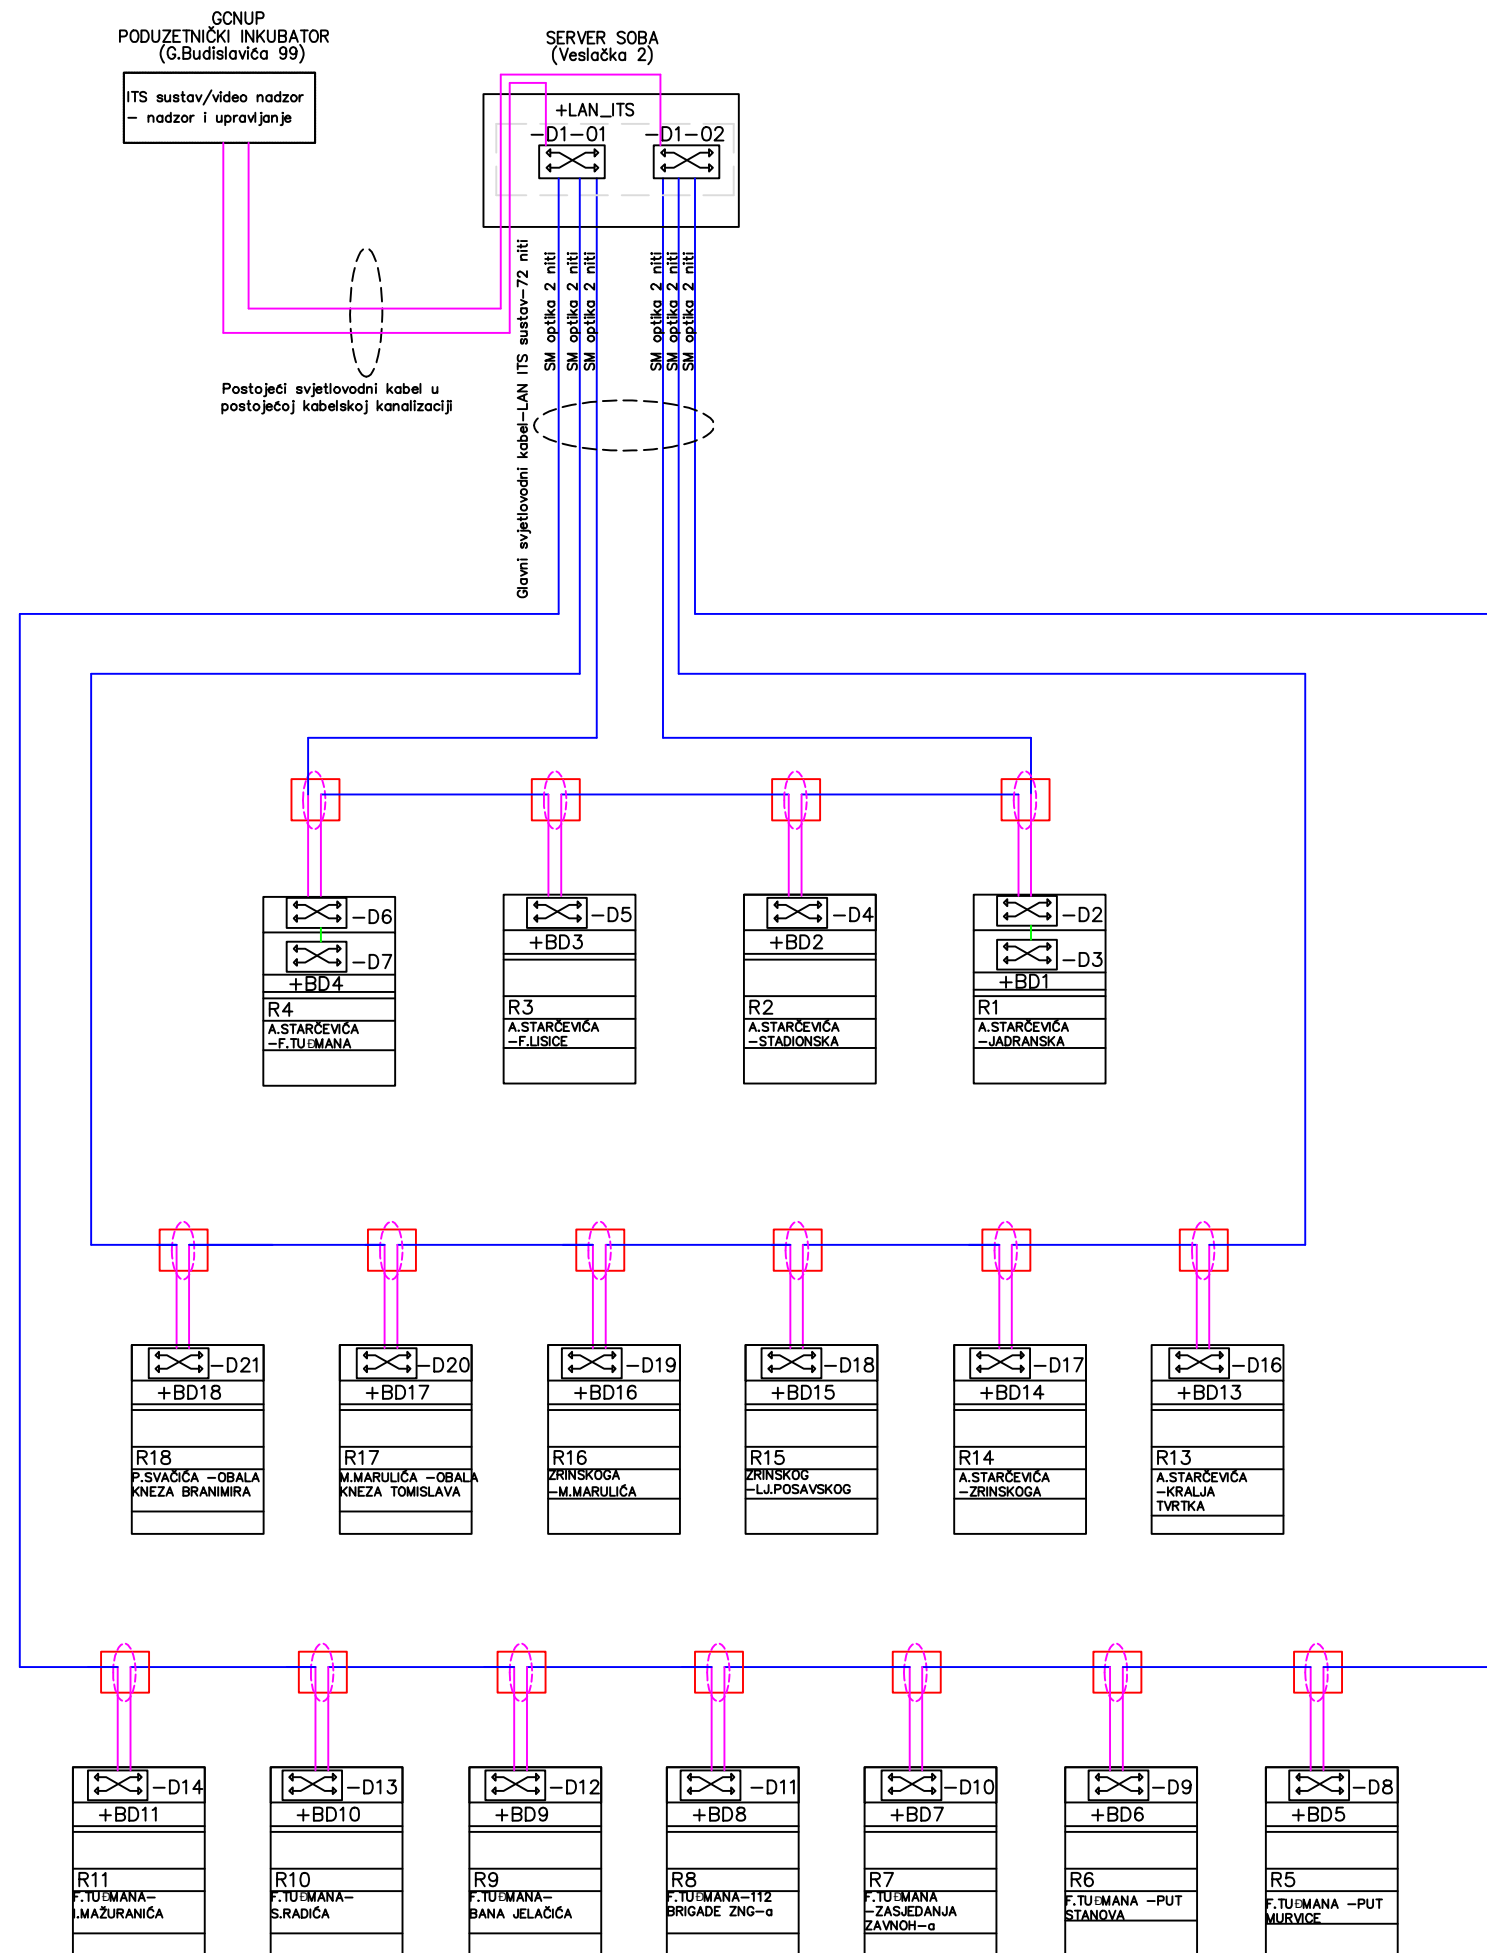 GCNUP
PODUZETNIČKI INKUBATOR
(G.Budislavića 99)
ITS sustav/video nadzor
- nadzor i upravljanje
SERVER SOBA
(Veslačka 2)
+LAN_ITS
-D1-01
-D1-02
Glavni svjetlovodni kabel-LAN ITS sustav-72 niti
SM optika 2 niti
SM optika 2 niti
SM optika 2 niti
SM optika 2 niti
SM optika 2 niti
SM optika 2 niti
Postojeći svjetlovodni kabel u
postojećoj kabelskoj kanalizaciji
-D6
-D7
+BD4
R4
A.STARČEVIĆA
-F.TUĐMANA
-D5
+BD3
R3
A.STARČEVIĆA
-F.LISICE
-D4
+BD2
R2
A.STARČEVIĆA
-STADIONSKA
-D2
-D3
+BD1
R1
A.STARČEVIĆA
-JADRANSKA
-D21
+BD18
R18
P.SVAČIĆA -OBALA
KNEZA BRANIMIRA
-D20
+BD17
R17
M.MARULIĆA -OBALA
KNEZA TOMISLAVA
-D19
+BD16
R16
ZRINSKOGA
-M.MARULIĆA
-D18
+BD15
R15
ZRINSKOG
-LJ.POSAVSKOG
-D17
+BD14
R14
A.STARČEVIĆA
-ZRINSKOGA
-D16
+BD13
R13
A.STARČEVIĆA
-KRALJA
TVRTKA
-D14
+BD11
R11
F.TUĐMANA-
I.MAŽURANIĆA
-D13
+BD10
R10
F.TUĐMANA-
S.RADIĆA
-D12
+BD9
R9
F.TUĐMANA-
BANA JELAČIĆA
-D11
+BD8
R8
F.TUĐMANA-112
BRIGADE ZNG-a
-D10
+BD7
R7
F.TUĐMANA
-ZASJEDANJA
ZAVNOH-a
-D9
+BD6
R6
F.TUĐMANA -PUT
STANOVA
-D8
+BD5
R5
F.TUĐMANA -PUT
MURVICE